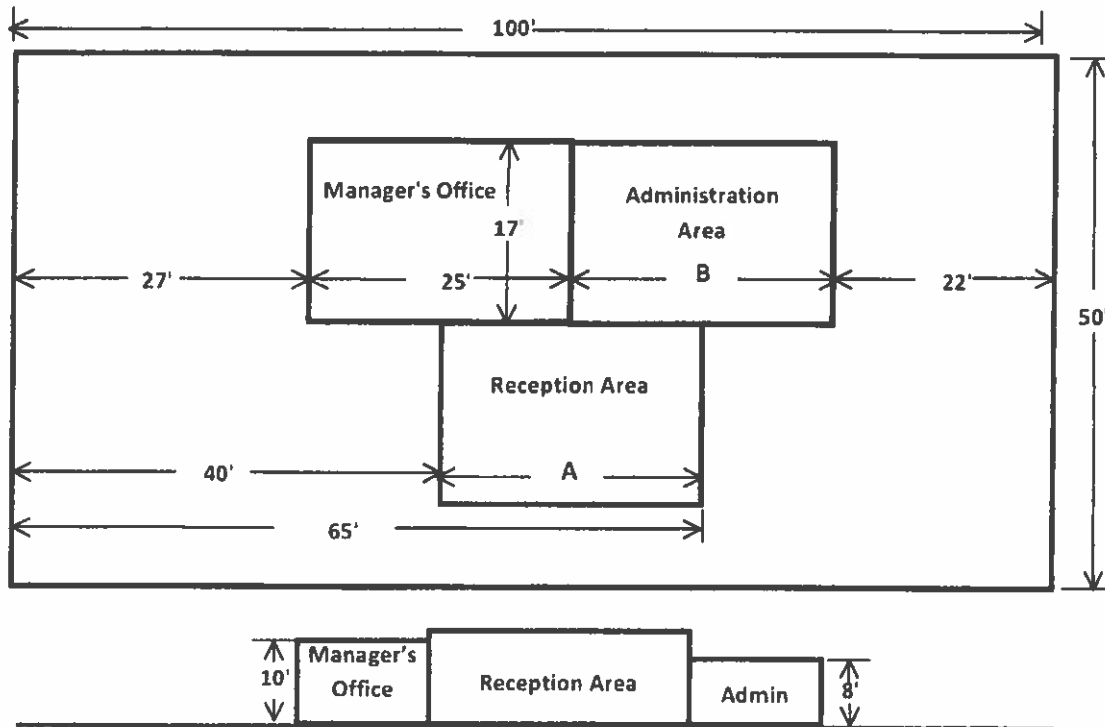 100'
Manager's Office
Administration
Area
17'
27'
25'
B
22'
50'
Reception Area
40'
A
65'
Manager's
Office
10'
Reception Area
Admin
8'